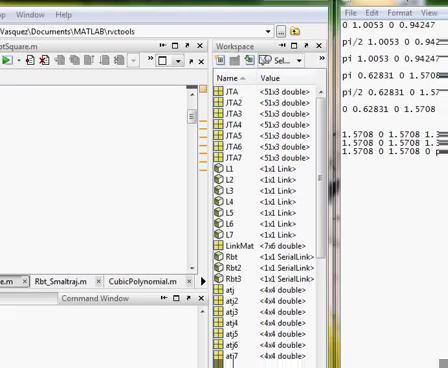 p Window Help
Vasquez\Documents\MATLAB\rvctools
otSquare.m
Workspace
Sel...
Name Value
JTA <51x3 double>
JTA2 <51x3 double>
JTA3 <51x3 double>
JTA4 <51x3 double>
JTA5 <51x3 double>
JTA6 <51x3 double>
JTA7 <51x3 double>
L1 <1x1 Link>
L2 <1x1 Link>
L3 <1x1 Link>
L4 <1x1 Link>
L5 <1x1 Link>
L6 <1x1 Link>
L7 <1x1 Link>
LinkMat <7x6 double>
Rbt <1x1 SerialLink>
Rbt2 <1x1 SerialLink>
Rbt3 <1x1 SerialLink>
atj <4x4 double>
atj2 <4x4 double>
atj3 <4x4 double>
atj4 <4x4 double>
atj5 <4x4 double>
atj6 <4x4 double>
atj7 <4x4 double>
e.m Rbt_Smaltraj.m CubicPolynomial.m
Command Window
File Edit Format View
0 1.0053 0 0.94247
pi/2 1.0053 0 0.942
pi 1.0053 0 0.94247
pi 0.62831 0 1.5708
pi/2 0.62831 0 1.57
0 0.62831 0 1.5708
1.5708 0 1.5708 1.3
1.5708 0 1.5708 1.3
1.5708 0 1.5708 0 p